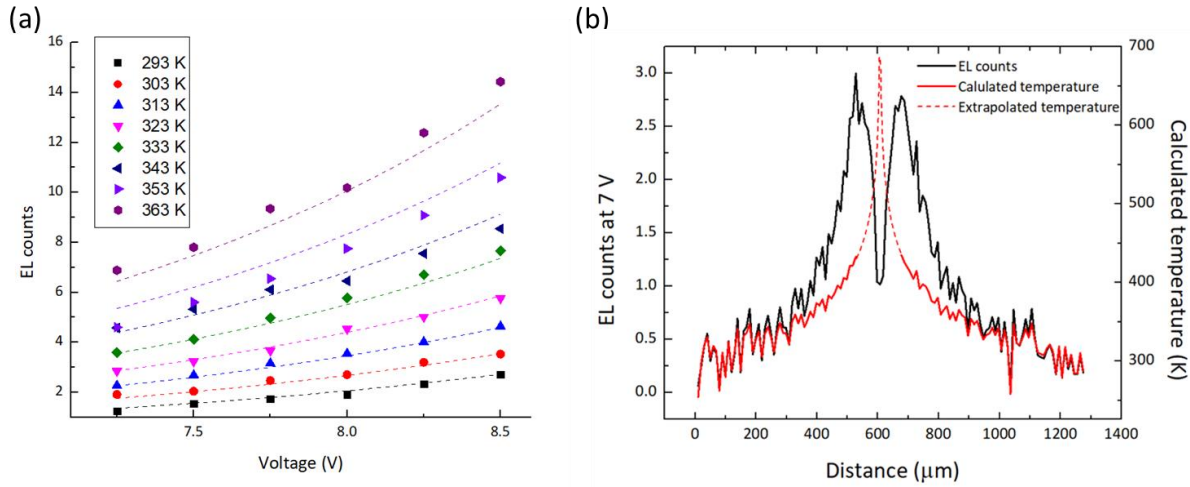 (a)
16
14
12
10
8
6
4
2
EL counts
293 K
303 K
313 K
323 K
333 K
343 K
353 K
363 K
7.5
8.0
8.5
Voltage (V)
(b)
3.0
2.5
2.0
1.5
1.0
0.5
0.0
EL counts at 7 V
EL counts
Calulated temperature
Extrapolated temperature
700
600
500
400
300
Calculated temperature (K)
0
200
400
600
800
1000
1200
1400
Distance (μm)